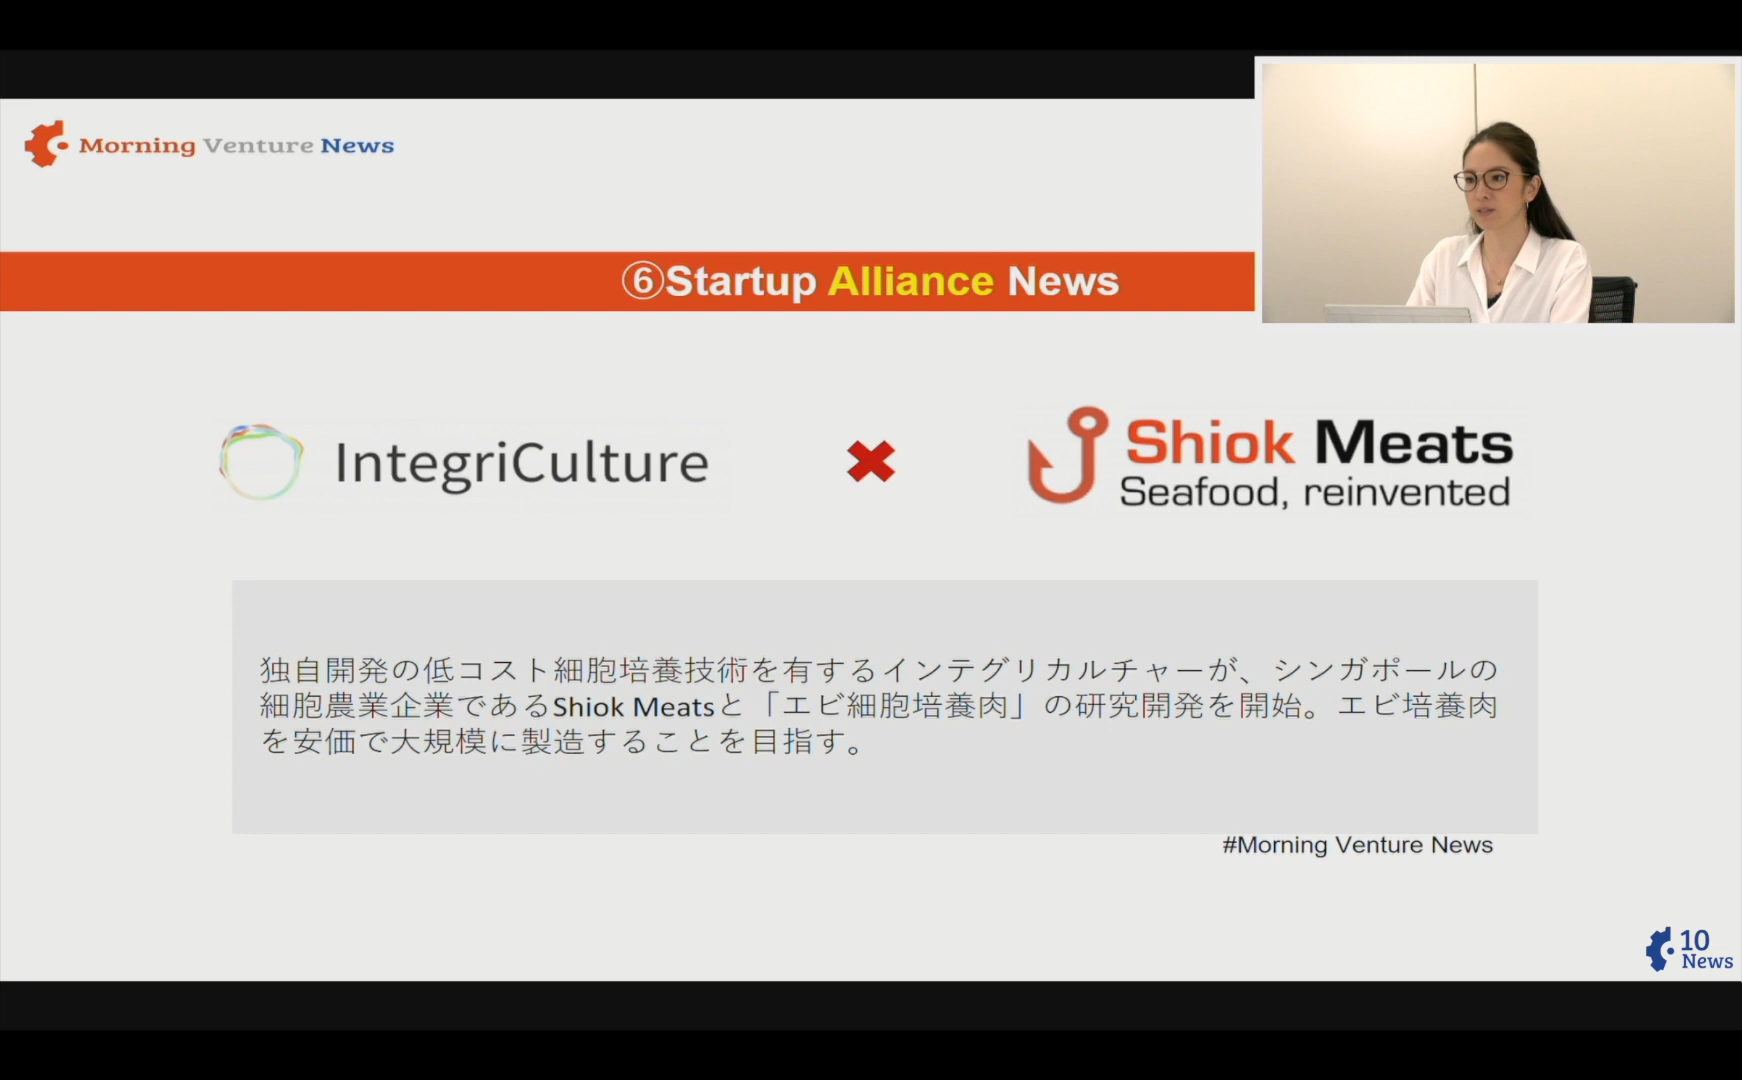 Morning Venture News
⑥Startup Alliance News
IntegriCulture
✖
Shiok Meats
Seafood, reinvented
独自開発の低コスト細胞培養技術を有するインテグリカルチャーが、シンガポールの
細胞農業企業であるShiok Meatsと「エビ細胞培養肉」の研究開発を開始。エビ培養肉
を安価で大規模に製造することを目指す。
#Morning Venture News
10
News